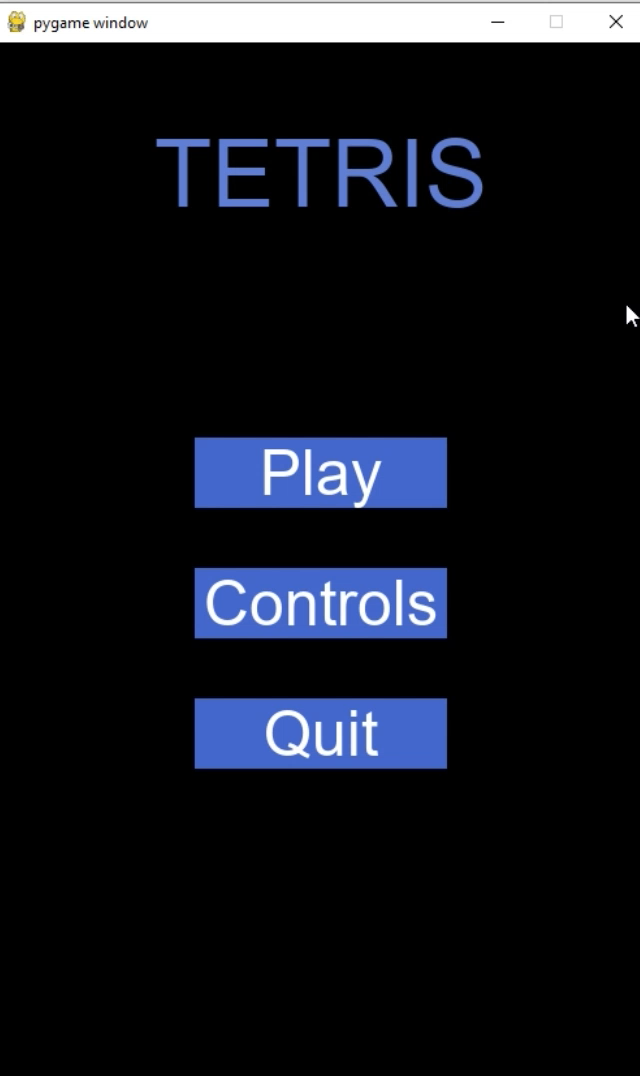 pygame window
TETRIS
Play
Controls
Quit